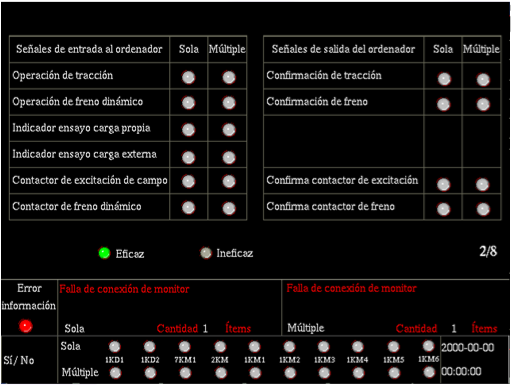 Señales de entrada al ordenador Sola Múltiple
Operación de tracción
Operación de freno dinámico
Indicador ensayo carga propia
Indicador ensayo carga externa
Contactor de excitación de campo
Contactor de freno dinámico
Señales de salida del ordenador Sola Múltiple
Confirmación de tracción
Confirmación de freno
Confirma contactor de excitación
Confirma contactor de freno
Eficaz Ineficaz 2/8
Error información
Falla de conexión de monitor
Sola Cantidad 1 Ítems
Falla de conexión de monitor
Múltiple Cantidad 1 Ítems
Sí/No
Sola
1KD1 1KD2 7KM1 2KM 1KM1 1KM2 1KM3 1KM4 1KM5 1KM6
Múltiple
2000-00-00
00:00:00